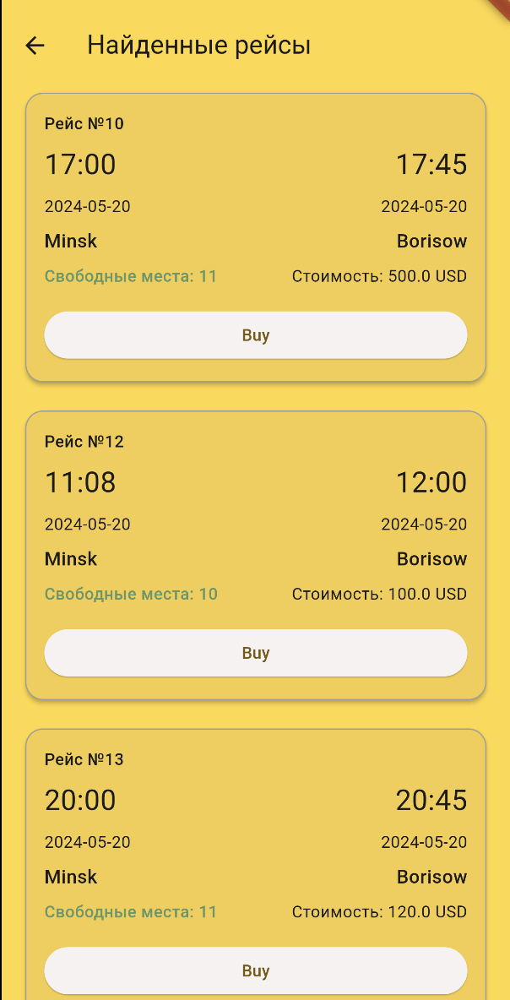 Найденные рейсы
Рейс №10
17:00 17:45
2024-05-20 2024-05-20
Minsk Borisow
Свободные места: 11 Стоимость: 500.0 USD
Buy
Рейс №12
11:08 12:00
2024-05-20 2024-05-20
Minsk Borisow
Свободные места: 10 Стоимость: 100.0 USD
Buy
Рейс №13
20:00 20:45
2024-05-20 2024-05-20
Minsk Borisow
Свободные места: 11 Стоимость: 120.0 USD
Buy